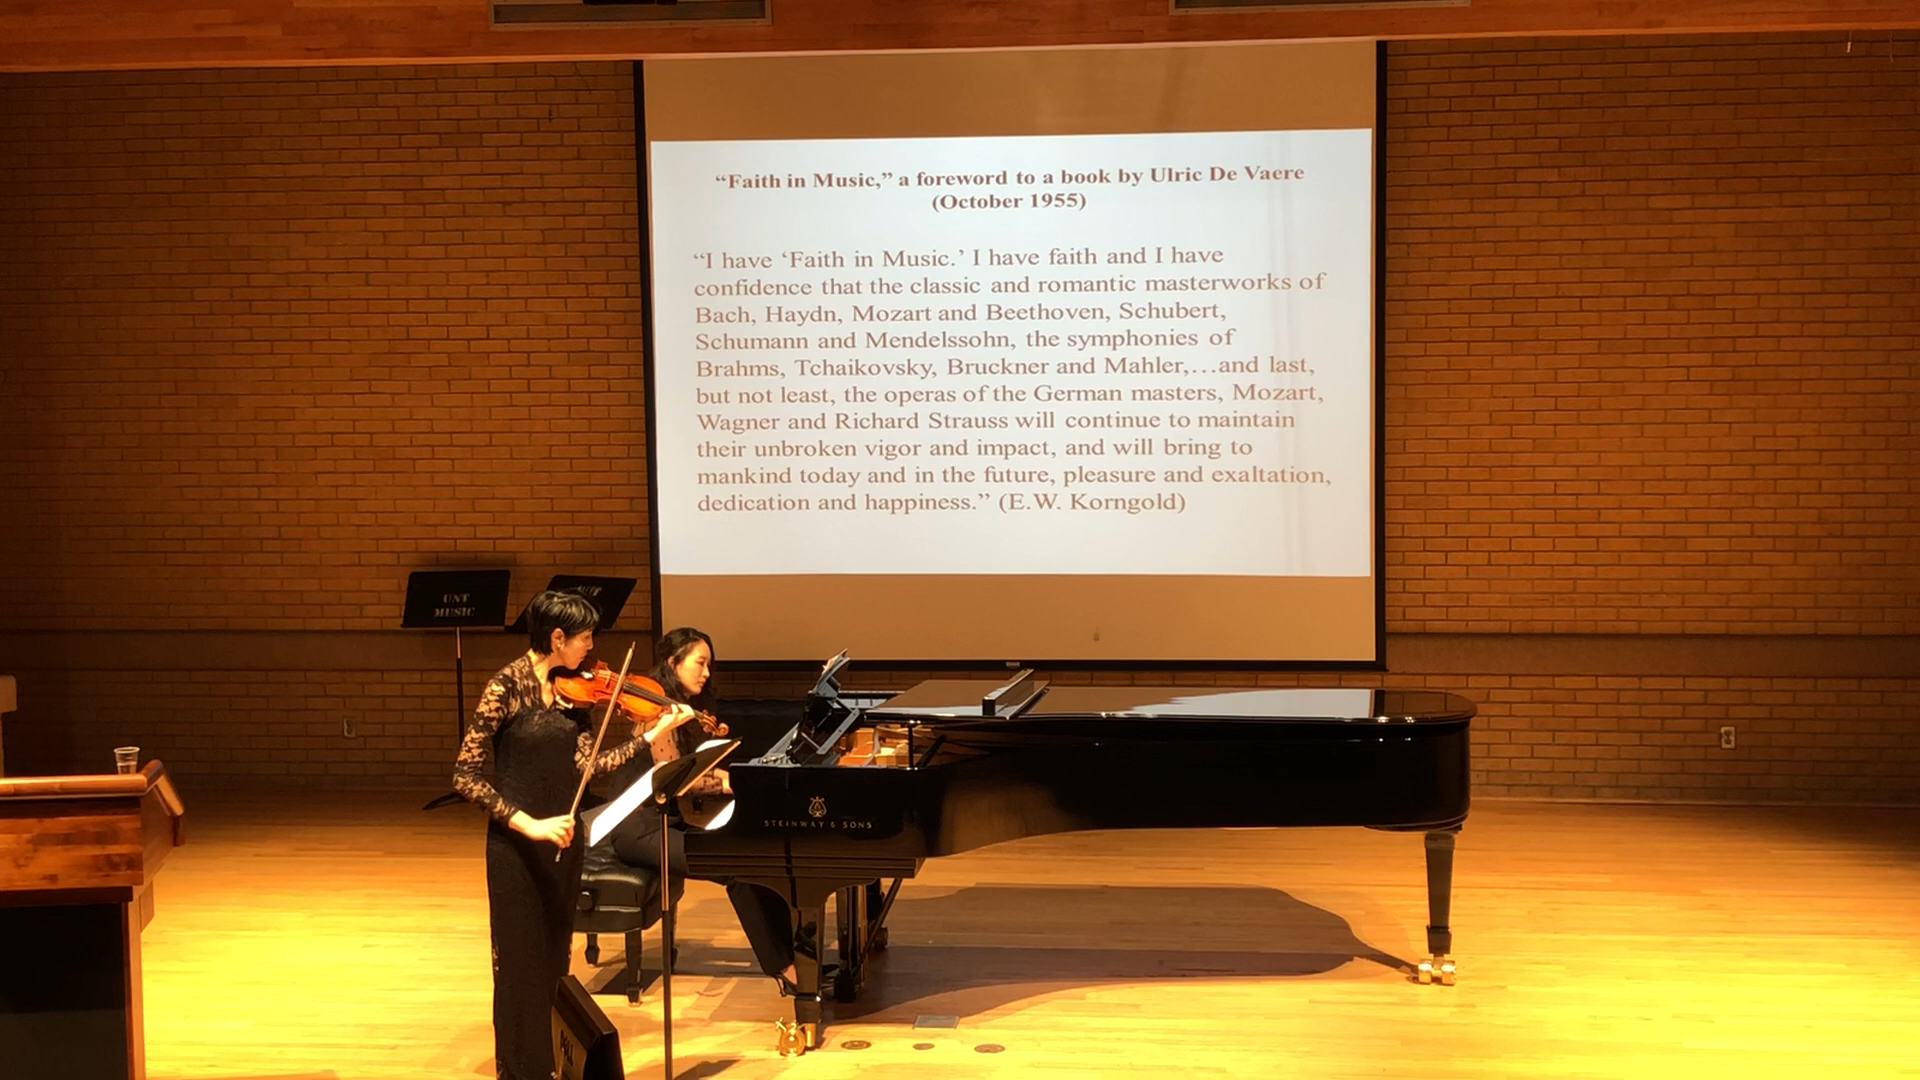 “Faith in Music,” a foreword to a book by Ulric De Vaere
(October 1955)
“I have ‘Faith in Music.’ I have faith and I have
confidence that the classic and romantic masterworks of
Bach, Haydn, Mozart and Beethoven, Schubert,
Schumann and Mendelssohn, the symphonies of
Brahms, Tchaikovsky, Bruckner and Mahler,…and last,
but not least, the operas of the German masters, Mozart,
Wagner and Richard Strauss will continue to maintain
their unbroken vigor and impact, and will bring to
mankind today and in the future, pleasure and exaltation,
dedication and happiness.” (E.W. Korngold)
UNT
MUSIC
STEINWAY & SONS